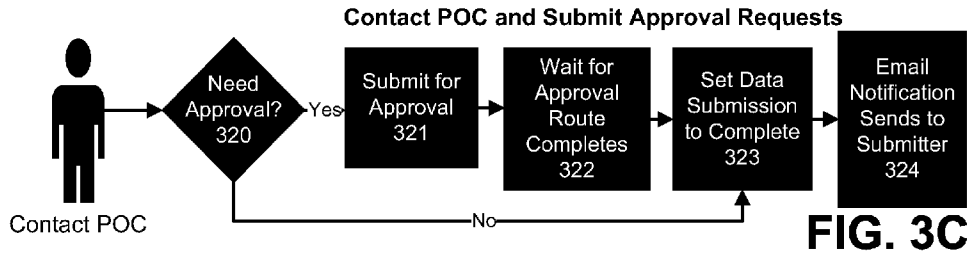 Contact POC and Submit Approval Requests
Contact POC
Need
Approval?
320
Yes
No
Submit for
Approval
321
Wait for
Approval
Route
Completes
322
Set Data
Submission
to Complete
323
Email
Notification
Sends to
Submitter
324
FIG. 3C